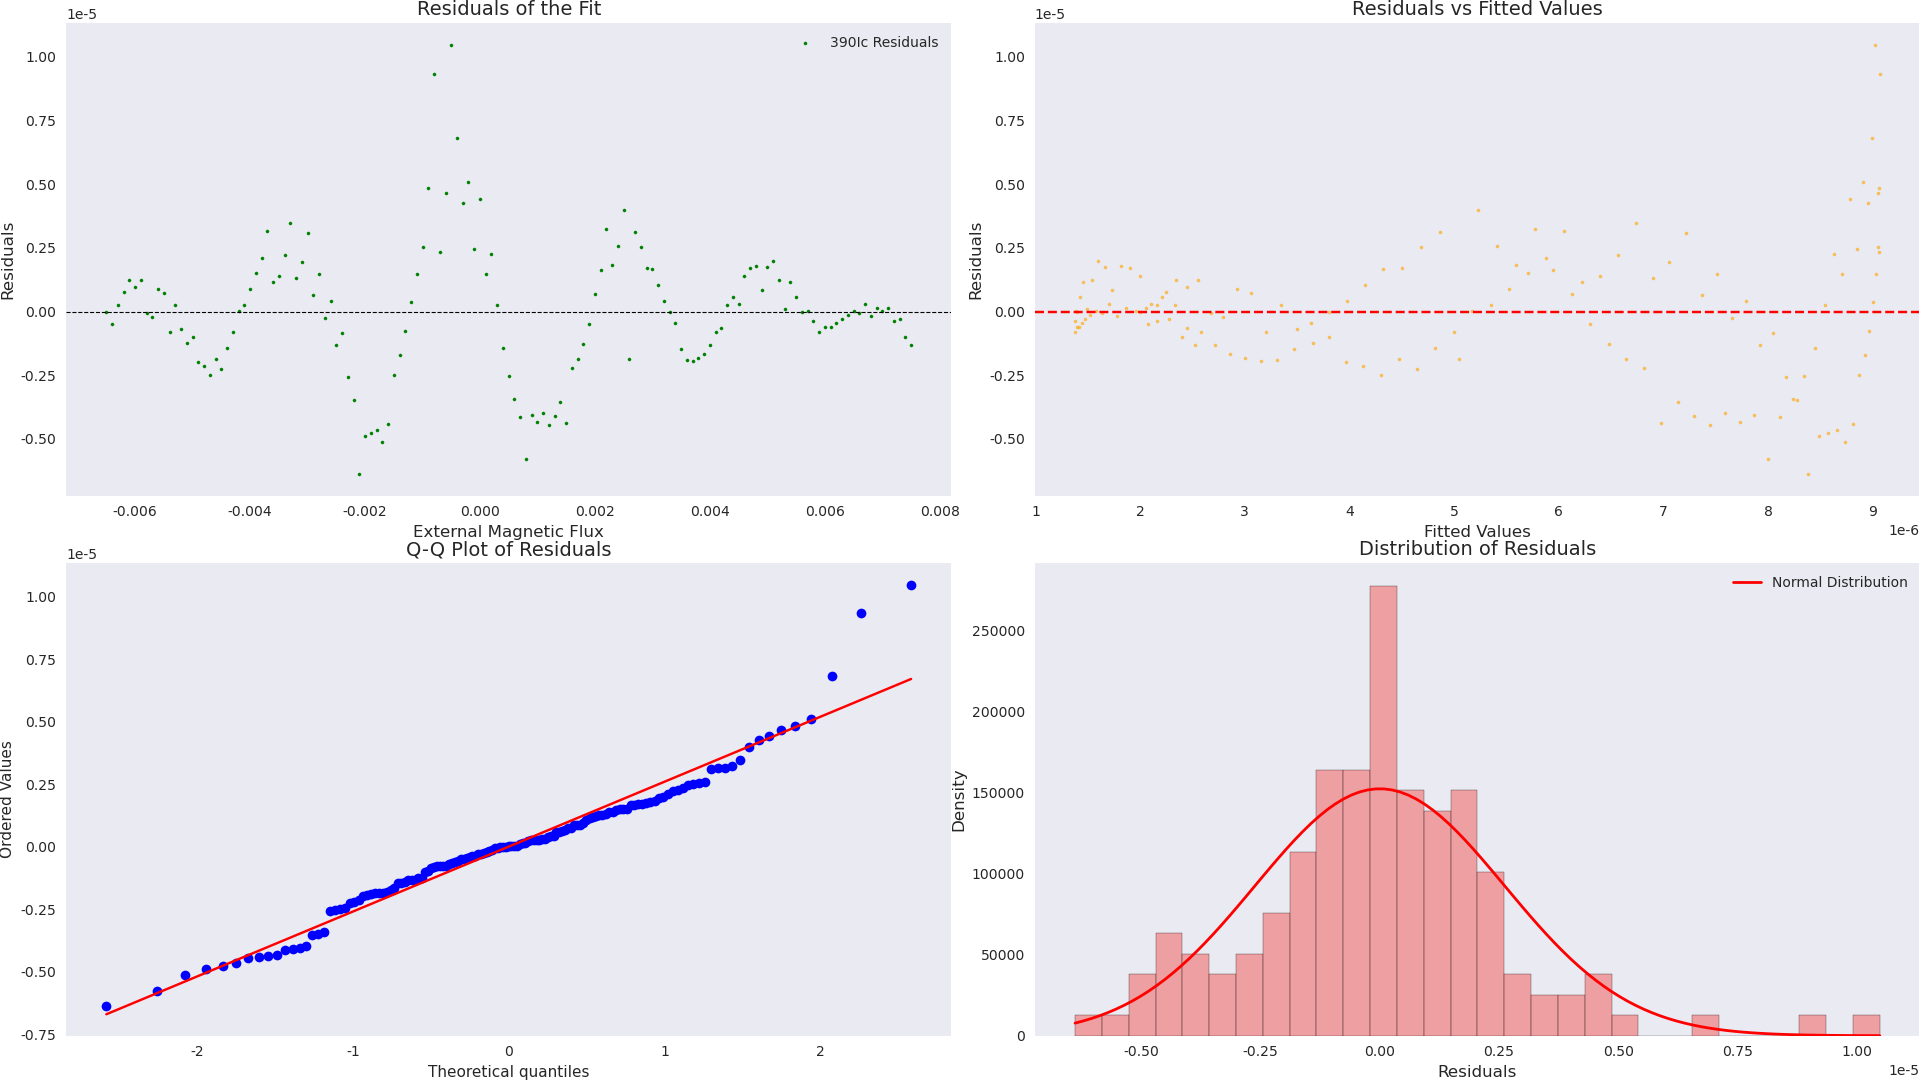 Residuals of the Fit
1e-5
390Ic Residuals
1.00
0.75
0.50
0.25
0.00
-0.25
-0.50
Residuals
-0.006 -0.004 -0.002 0.000 0.002 0.004 0.006 0.008
External Magnetic Flux
Residuals vs Fitted Values
1e-5
1.00
0.75
0.50
0.25
0.00
-0.25
-0.50
Residuals
1 2 3 4 5 6 7 8 9
1e-6
Fitted Values
Q-Q Plot of Residuals
1e-5
1.00
0.75
0.50
0.25
0.00
-0.25
-0.50
-0.75
Ordered Values
-2 -1 0 1 2
Theoretical quantiles
Distribution of Residuals
Normal Distribution
250000
200000
150000
100000
50000
0
Density
-0.50 -0.25 0.00 0.25 0.50 0.75 1.00
1e-5
Residuals